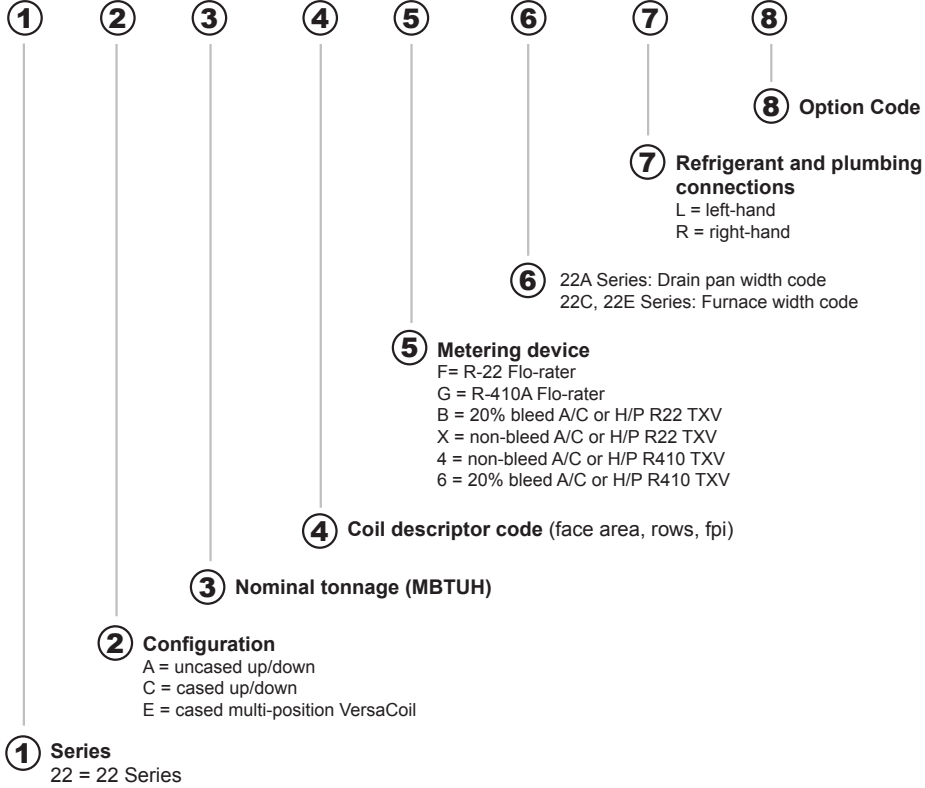 1 2 3 4 5 6 7 8
8 Option Code
7 Refrigerant and plumbing
connections
L = left-hand
R = right-hand
6 22A Series: Drain pan width code
22C, 22E Series: Furnace width code
5 Metering device
F= R-22 Flo-rater
G = R-410A Flo-rater
B = 20% bleed A/C or H/P R22 TXV
X = non-bleed A/C or H/P R22 TXV
4 = non-bleed A/C or H/P R410 TXV
6 = 20% bleed A/C or H/P R410 TXV
4 Coil descriptor code (face area, rows, fpi)
3 Nominal tonnage (MBTUH)
2 Configuration
A = uncased up/down
C = cased up/down
E = cased multi-position VersaCoil
1 Series
22 = 22 Series